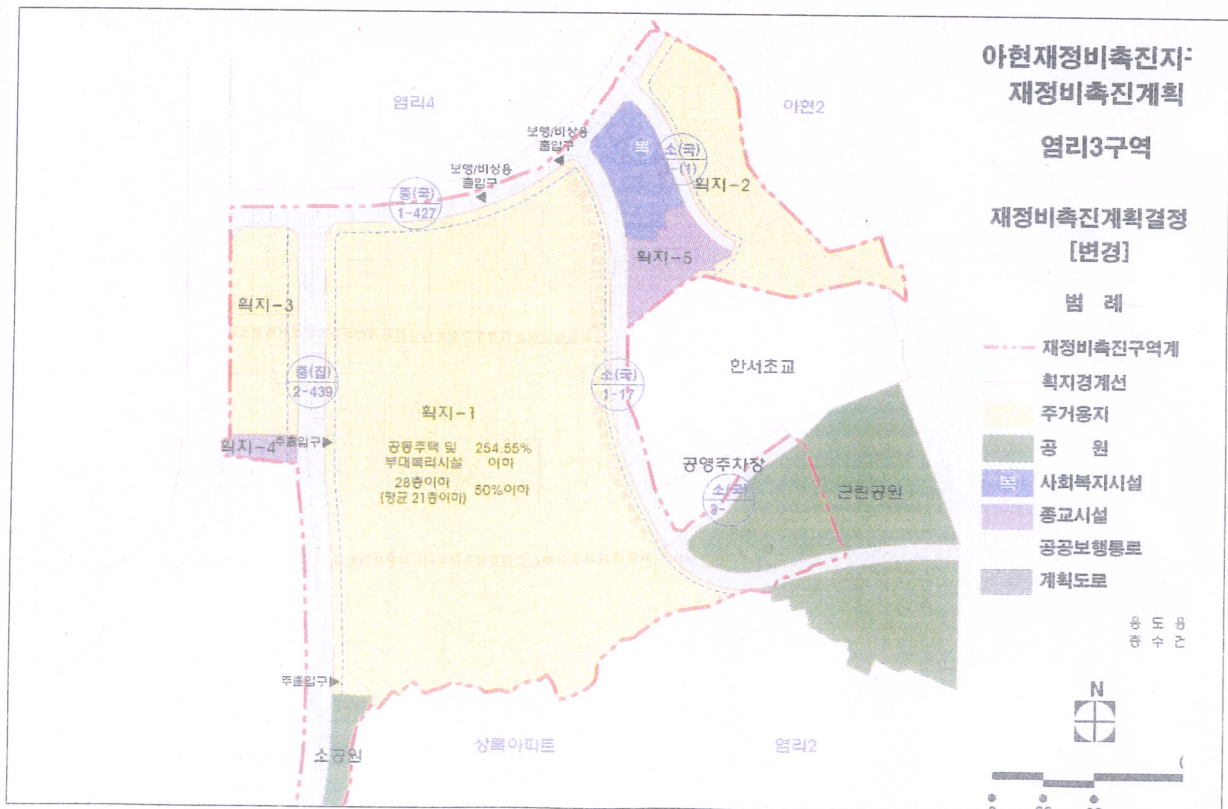 아현재정비촉진지
재정비촉진계획
염리3구역
재정비촉진계획결정
[변경]
범 례
재정비촉진구역계
획지경계선
주거용지
공 원
복 사회복지시설
종교시설
공공보행통로
계획도로
용 도 용
층 수 건
N
염리4
아현2
보행/비상용
출입구
보행/비상용
출입구
중(국)
1-427
복
소(국)
-(1)
획지-2
획지-5
획지-3
중(집)
2-439
소(국)
1-17
한서초교
획지-1
획지-4
주출입구
공동주택 및 254.55%
부대복리시설 이하
28층이하 50%이하
(평균 21층이하)
공영주차장
소(국)
근린공원
주출입구
소공원
상록아파트
염리2